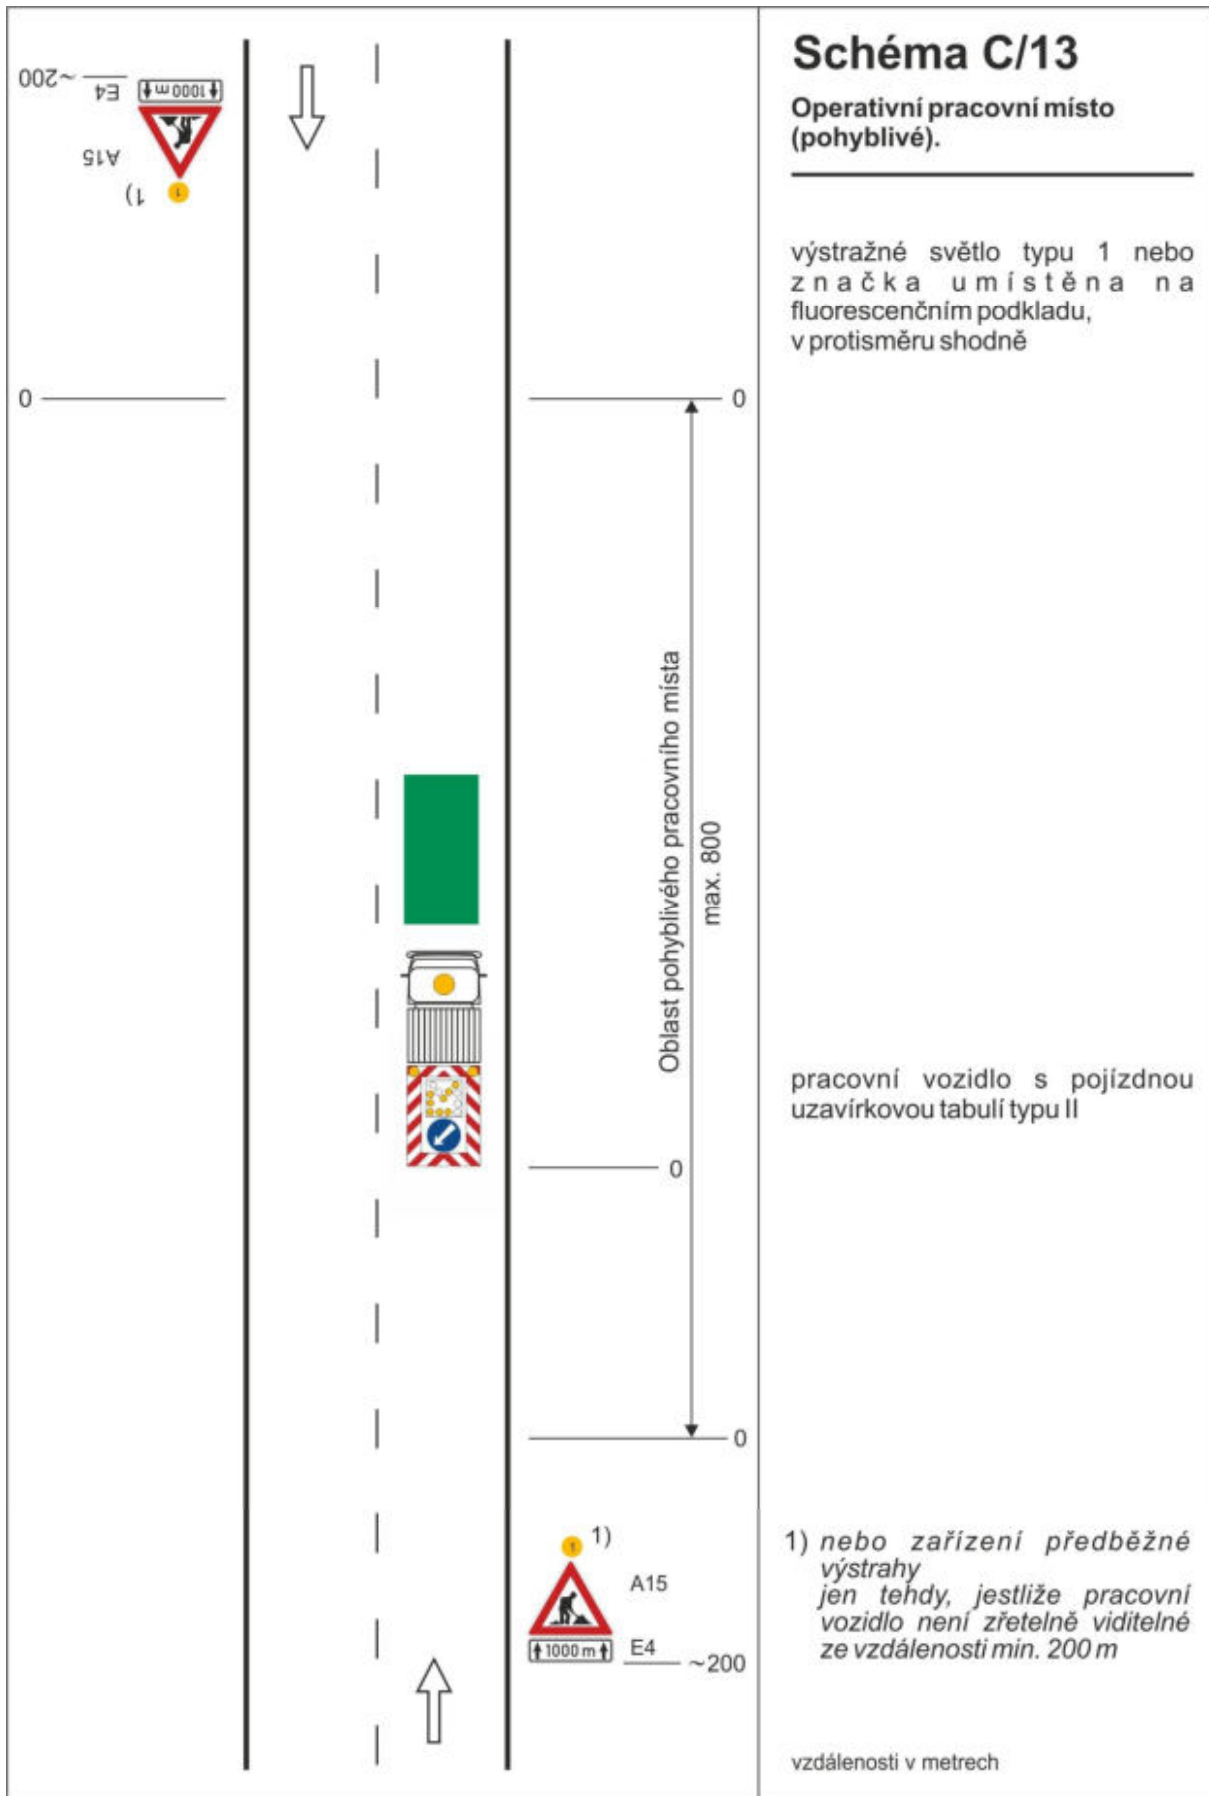 Schéma C/13
Operativní pracovní místo
(pohyblivé).
výstražné světlo typu 1 nebo
značka umístěna na
fluorescenčním podkladu,
v protisměru shodně
~200
E4
1000 m
A15
1)
1
0
0
Oblast pohyblivého pracovního místa
max. 800
pracovní vozidlo s pojízdnou
uzavírkovou tabulí typu II
0
0
1
1)
A15
1000 m
E4
~200
1) nebo zařízení předběžné
výstrahy
jen tehdy, jestliže pracovní
vozidlo není zřetelně viditelné
ze vzdálenosti min. 200 m
vzdálenosti v metrech